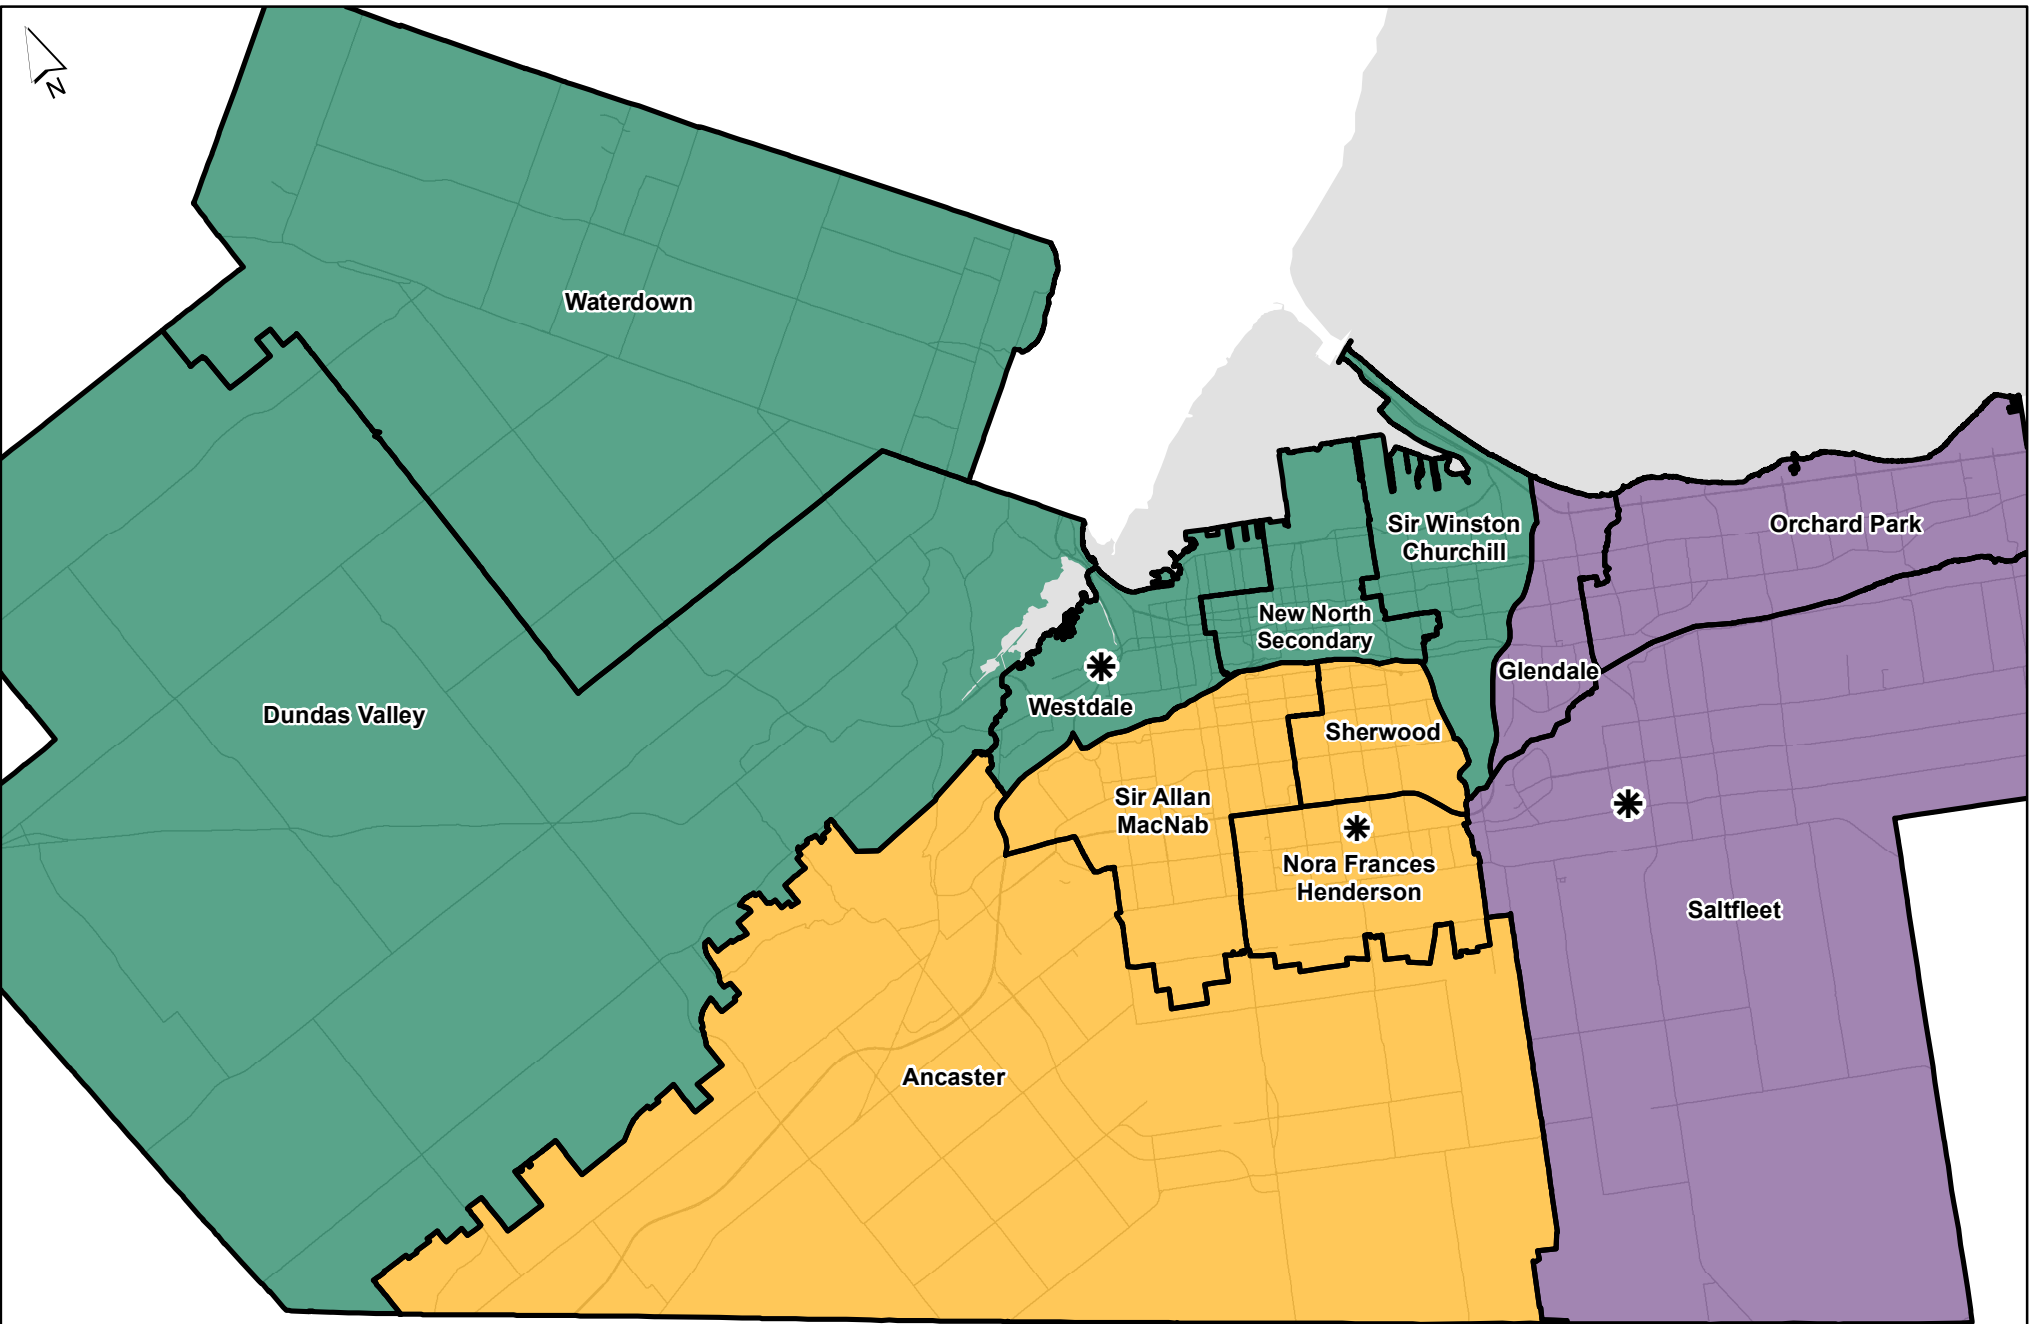 N
Waterdown
Sir Winston
Churchill
Orchard Park
New North
Secondary
Glendale
Dundas Valley
Westdale
Sherwood
Sir Allan
MacNab
Nora Frances
Henderson
Saltfleet
Ancaster